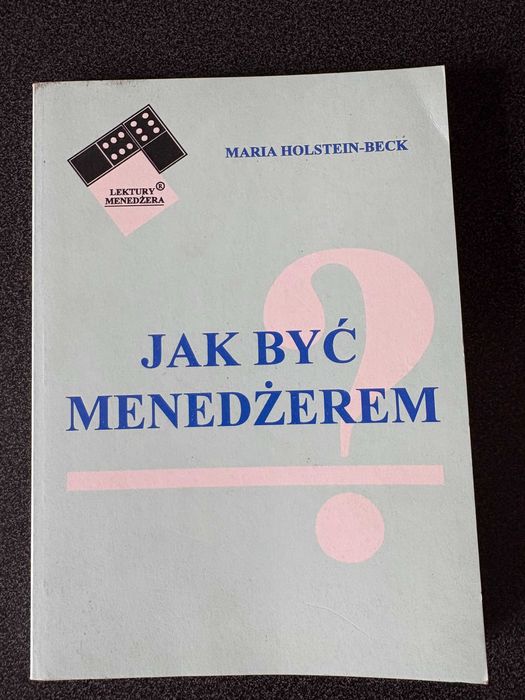 LEKTURY ®
MENEDŻERA
MARIA HOLSTEIN-BECK
JAK BYĆ
MENEDŻEREM
?